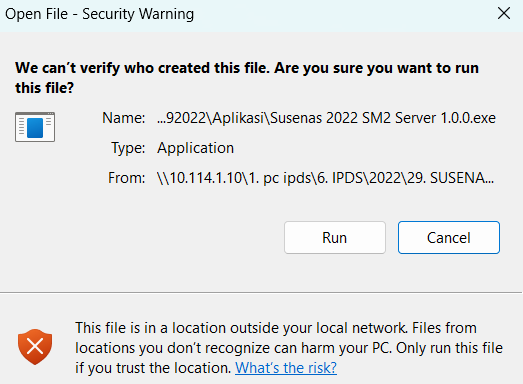 Open File - Security Warning
We can't verify who created this file. Are you sure you want to run
this file?
Name: ...92022\Aplikasi\Susenas 2022 SM2 Server 1.0.0.exe
Type: Application
From: \\10.114.1.10\1. pc ipds\6. IPDS\2022\29. SUSENA...
Run Cancel
This file is in a location outside your local network. Files from
locations you don't recognize can harm your PC. Only run this file
if you trust the location. What's the risk?